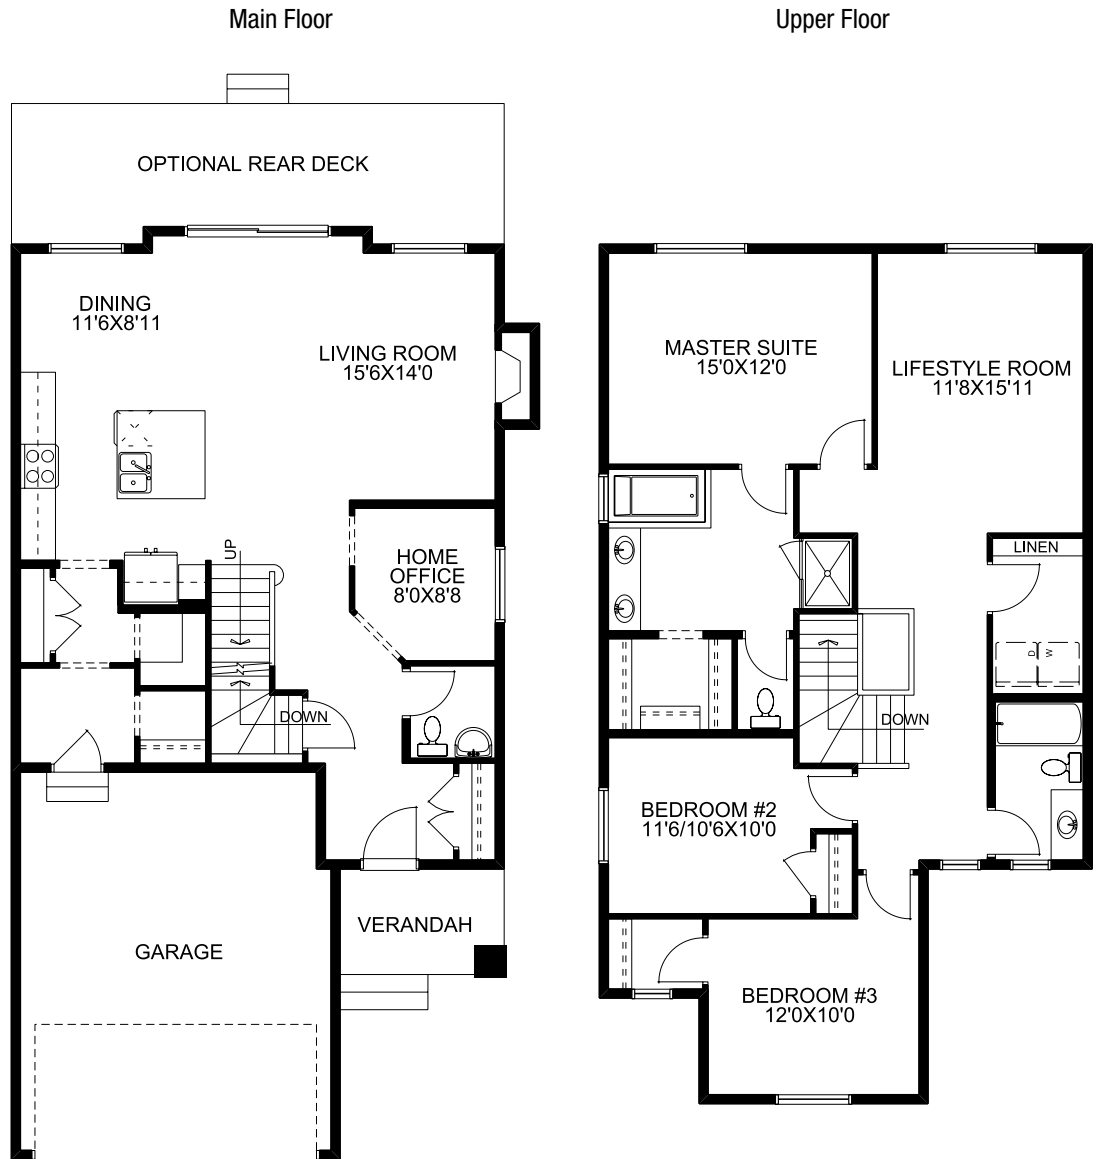 Main Floor
Upper Floor
OPTIONAL REAR DECK
DINING
11'6X8'11
LIVING ROOM
15'6X14'0
UP
HOME
OFFICE
8'0X8'8
DOWN
GARAGE
VERANDAH
MASTER SUITE
15'0X12'0
LIFESTYLE ROOM
11'8X15'11
LINEN
D
W
DOWN
BEDROOM #2
11'6/10'6X10'0
BEDROOM #3
12'0X10'0